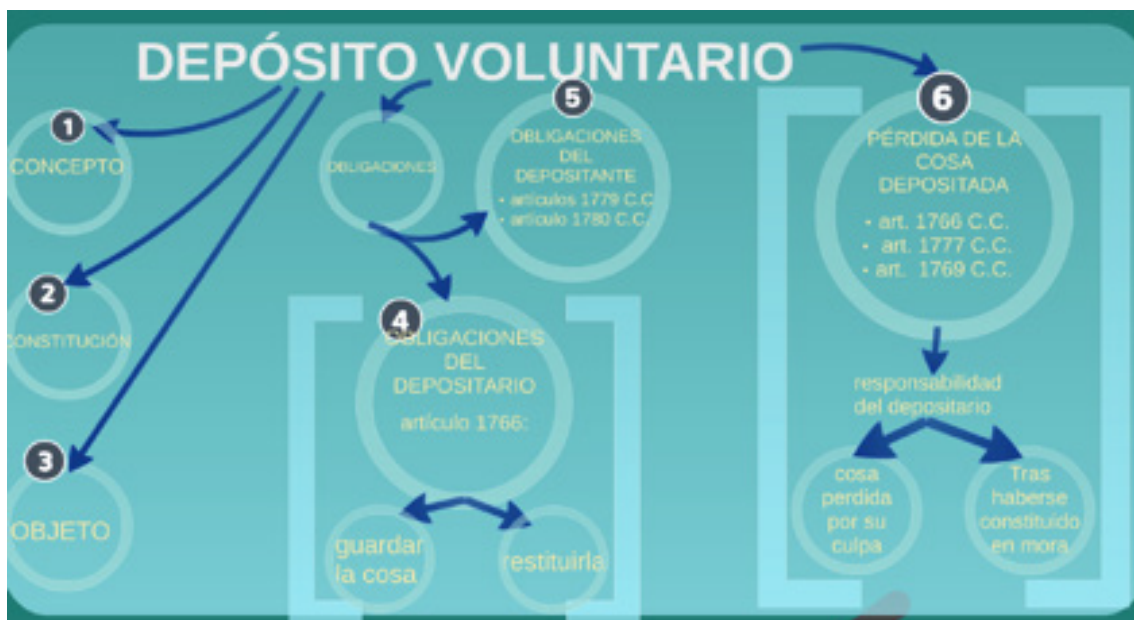 DEPÓSITO VOLUNTARIO
1
CONCEPTO
2
CONSTITUCIÓN
3
OBJETO
OBLIGACIONES
5
OBLIGACIONES
DEL
DEPOSITANTE
• artículos 1779 C.C
• artículo 1780 C.C.
4
OBLIGACIONES
DEL
DEPOSITARIO
artículo 1766:
guardar
la cosa
restituirla
6
PÉRDIDA DE LA
COSA
DEPOSITADA
• art. 1766 C.C.
• art. 1777 C.C.
• art. 1769 C.C.
responsabilidad
del depositario
cosa
perdida
por su
culpa
Tras
haberse
constituido
en mora